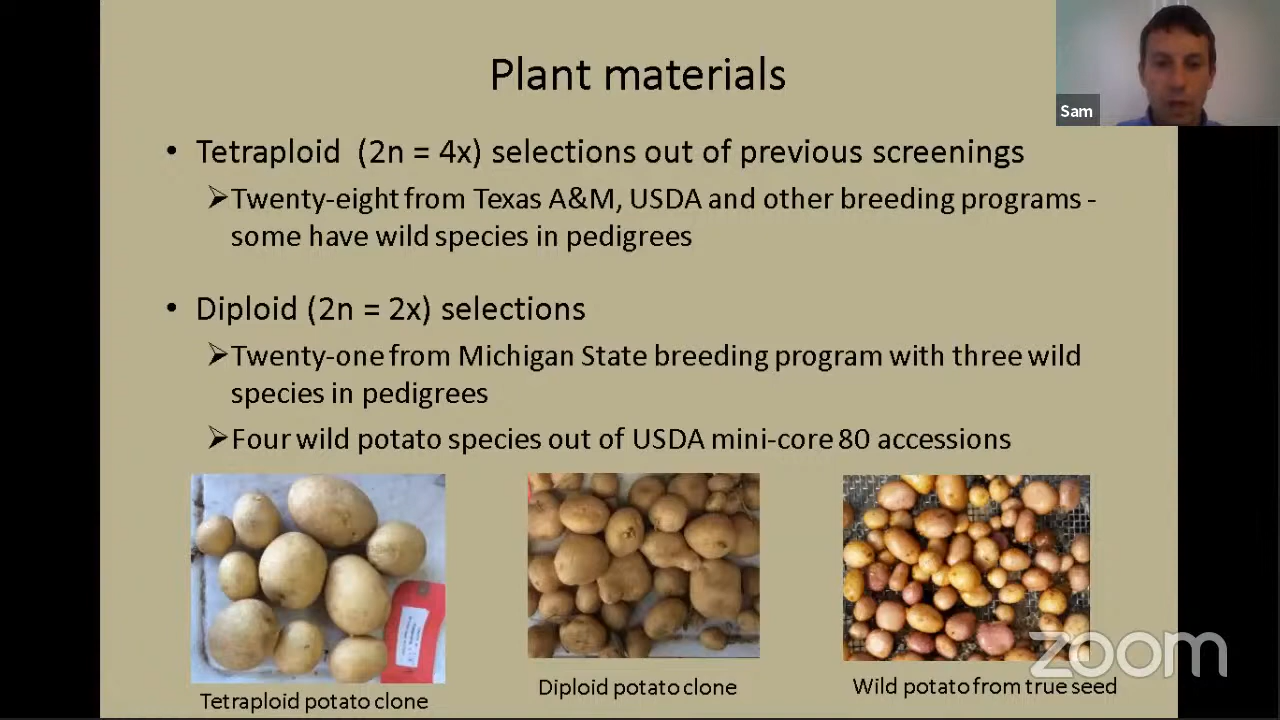 Plant materials
Sam
• Tetraploid (2n = 4x) selections out of previous screenings
➢Twenty-eight from Texas A&M, USDA and other breeding programs -
some have wild species in pedigrees
• Diploid (2n = 2x) selections
➢Twenty-one from Michigan State breeding program with three wild
species in pedigrees
➢Four wild potato species out of USDA mini-core 80 accessions
Tetraploid potato clone
Diploid potato clone
Wild potato from true seed
zoom